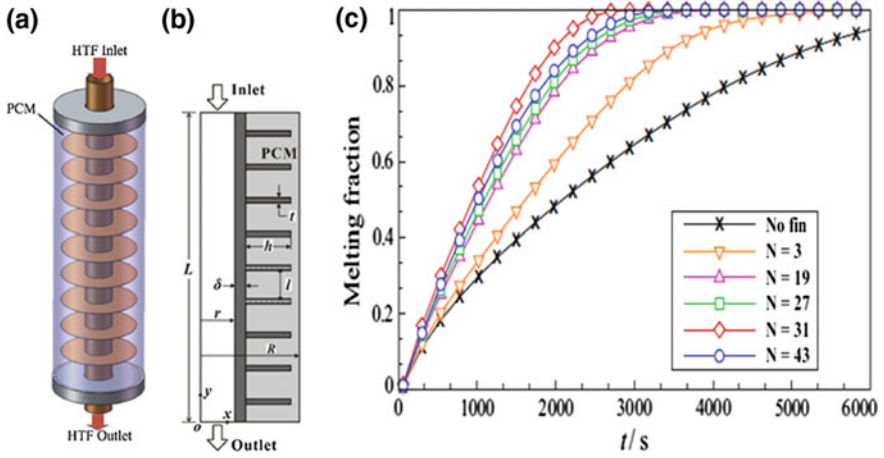 (a)
HTF Inlet
PCM
HTF Outlet
(b)
Inlet
PCM
t
h
L
δ
l
r
R
y
o
x
Outlet
(c)
Melting fraction
1
0.8
0.6
0.4
0.2
0
0
1000
2000
3000
4000
5000
6000
t/ s
No fin
N = 3
N = 19
N = 27
N = 31
N = 43